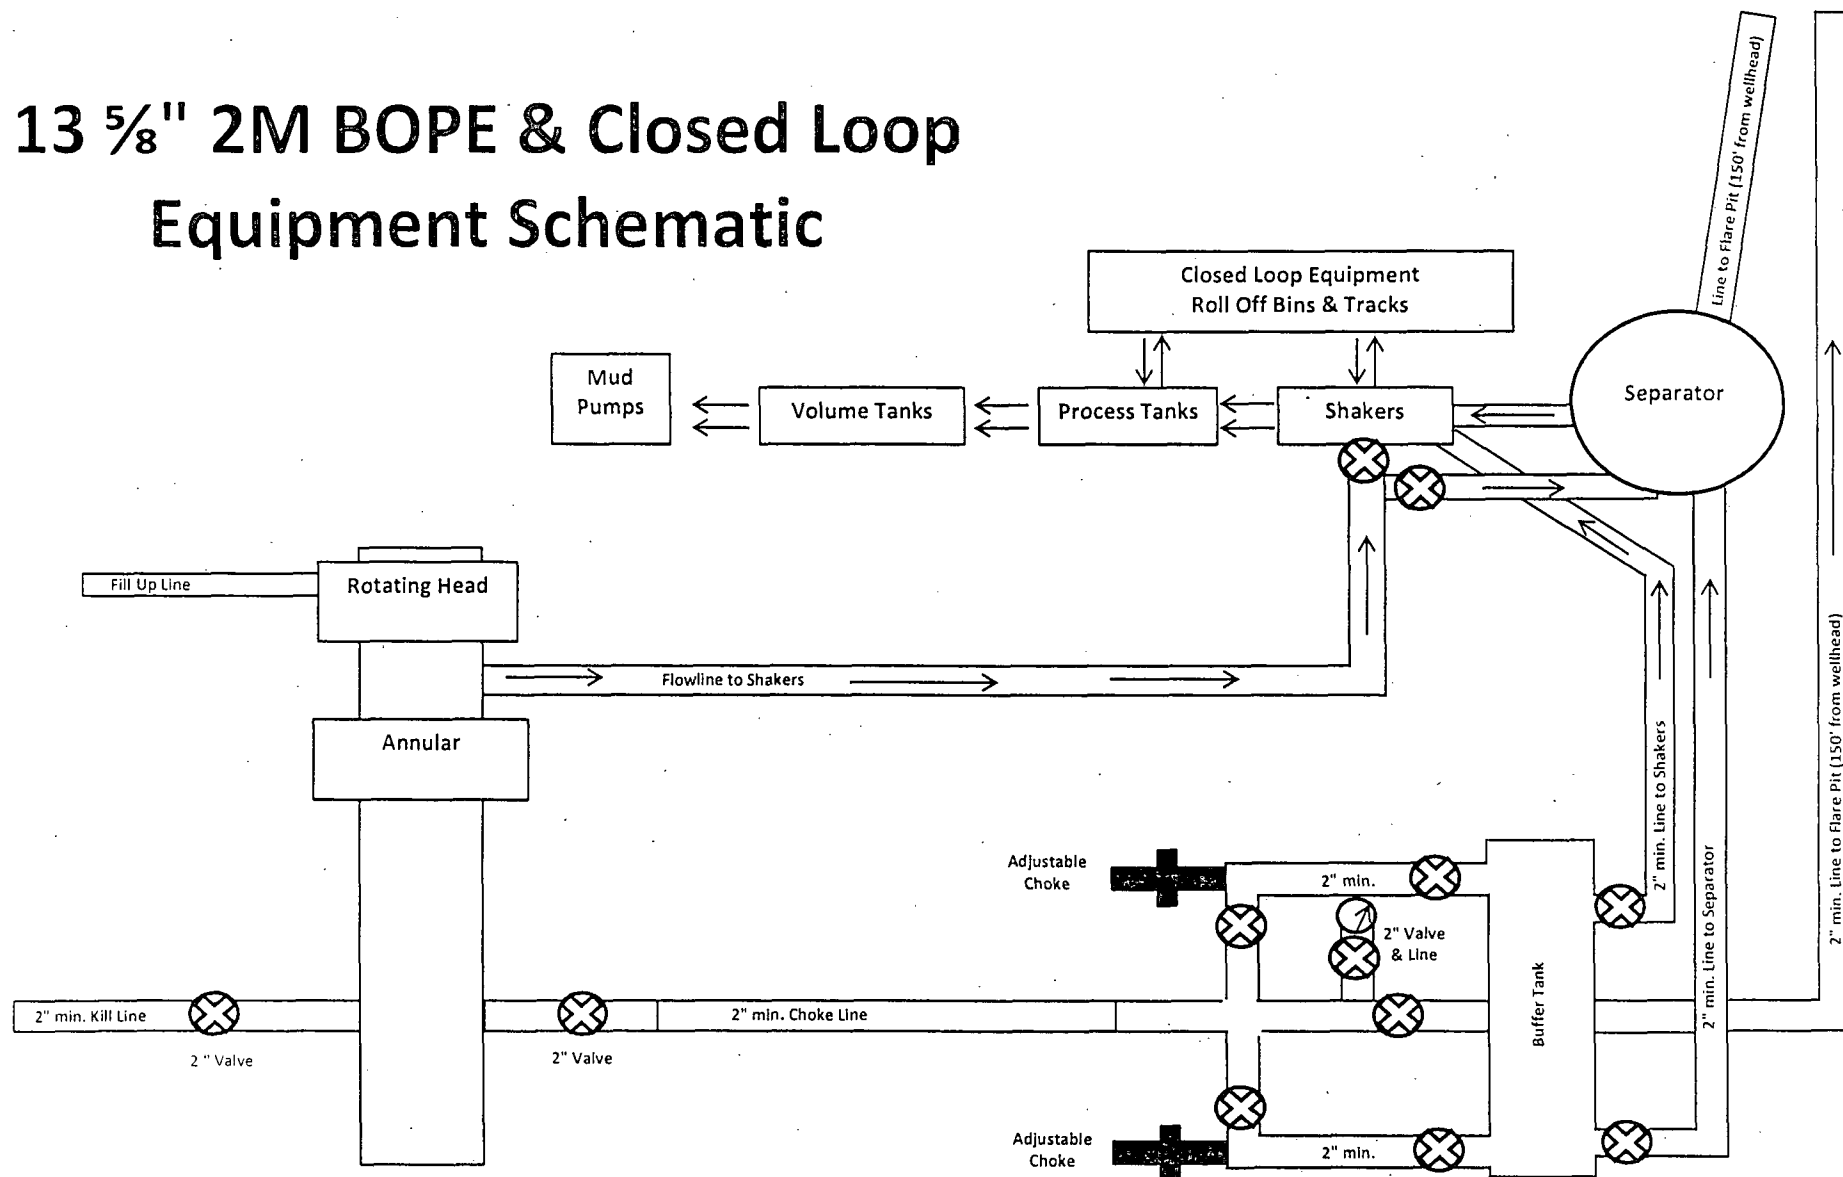 13 ⅝" 2M BOPE & Closed Loop
Equipment Schematic
Line to Flare Pit (150' from wellhead)
Closed Loop Equipment
Roll Off Bins & Tracks
Mud
Pumps
Volume Tanks
Process Tanks
Shakers
Separator
Fill Up Line
Rotating Head
Flowline to Shakers
Annular
2" min. Line to Shakers
2" min. Line to Separator
2" min. Line to Flare Pit (150' from wellhead)
Adjustable
Choke
2" min.
2" Valve
& Line
Buffer Tank
2" min. Kill Line
2 " Valve
2" Valve
2" min. Choke Line
Adjustable
Choke
2" min.